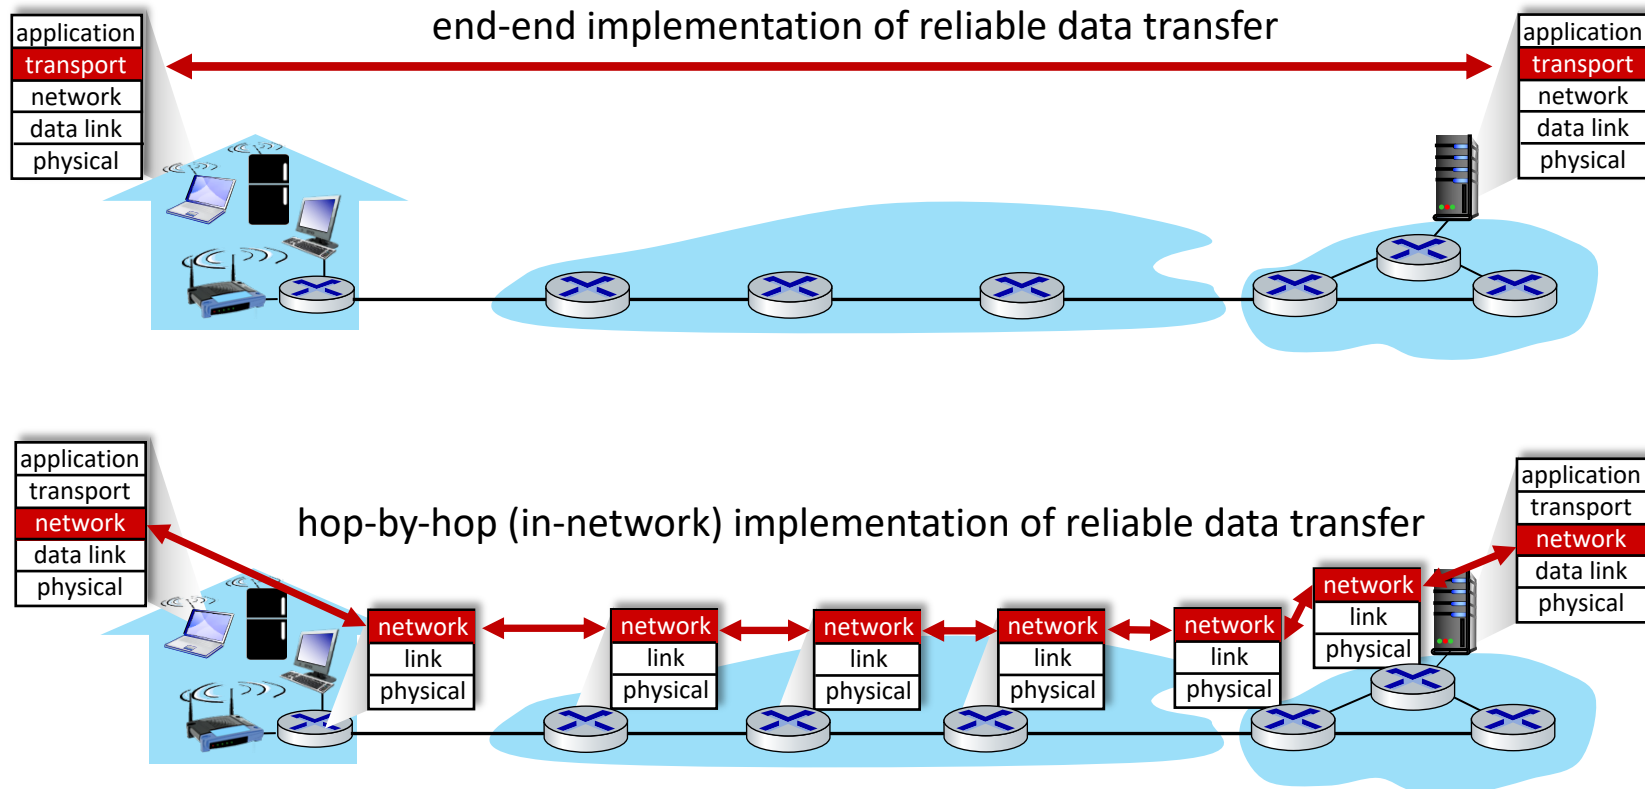 end-end implementation of reliable data transfer
application
transport
network
data link
physical
application
transport
network
data link
physical
hop-by-hop (in-network) implementation of reliable data transfer
application
transport
network
data link
physical
network
link
physical
network
link
physical
network
link
physical
network
link
physical
network
link
physical
network
link
physical
application
transport
network
data link
physical